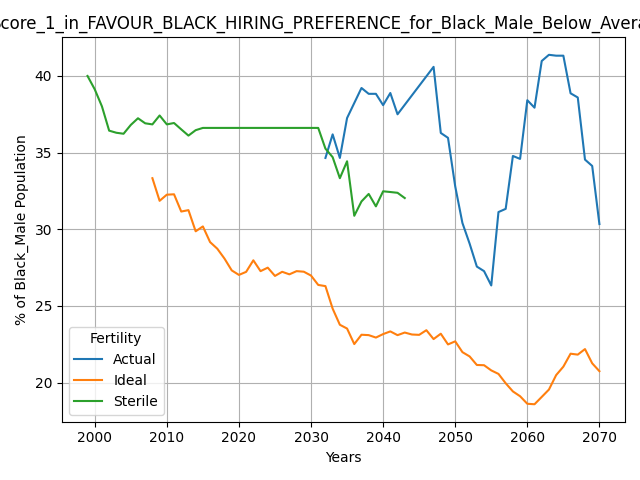 core_1_in_FAVOUR_BLACK_HIRING_PREFERENCE_for_Black_Male_Below_Avera
40
35
30
25
20
% of Black_Male Population
Fertility
Actual
Ideal
Sterile
2000 2010 2020 2030 2040 2050 2060 2070
Years